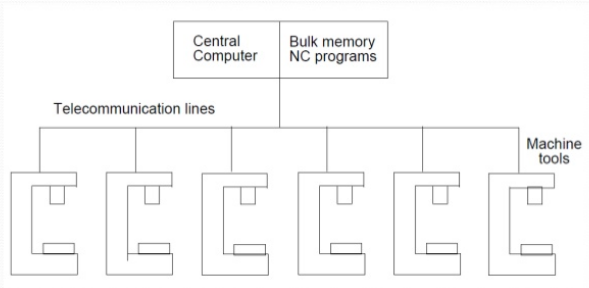 Central
Computer
Bulk memory
NC programs
Telecommunication lines
Machine
tools